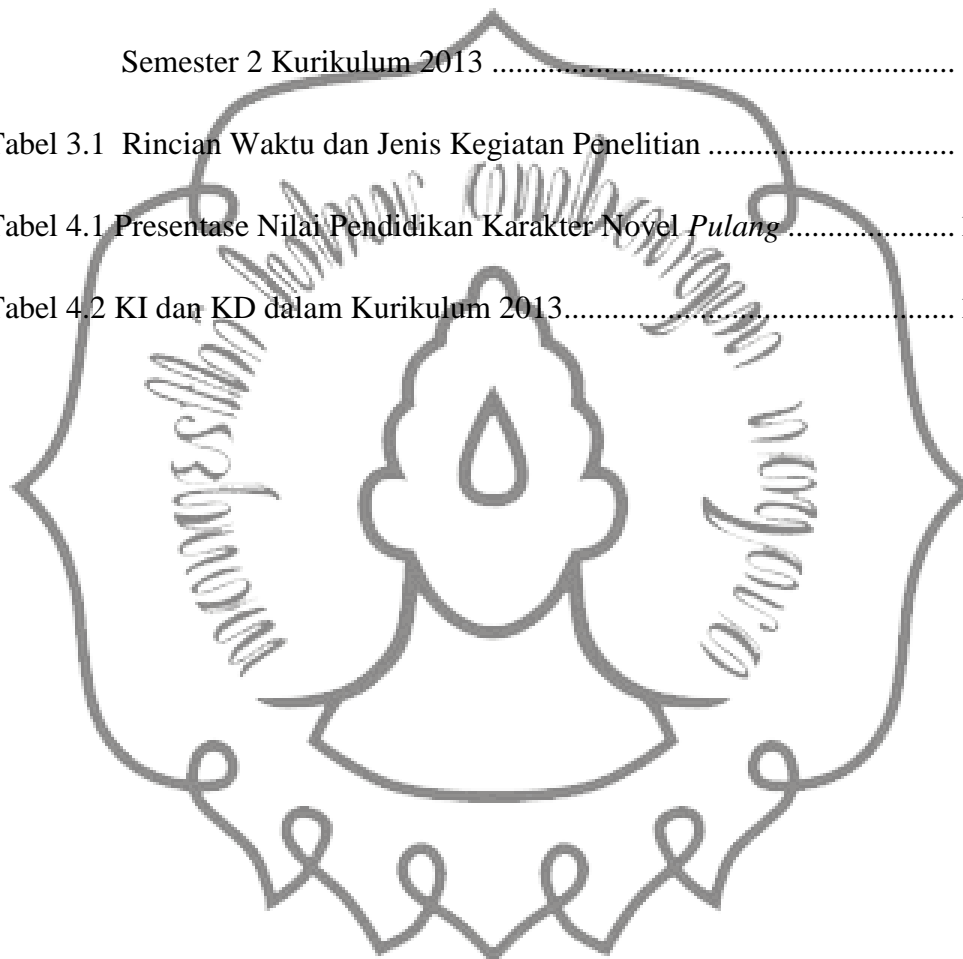 Semester 2 Kurikulum 2013 ..........................................................
Tabel 3.1 Rincian Waktu dan Jenis Kegiatan Penelitian ...............................
Tabel 4.1 Presentase Nilai Pendidikan Karakter Novel Pulang .....................
Tabel 4.2 KI dan KD dalam Kurikulum 2013.................................................